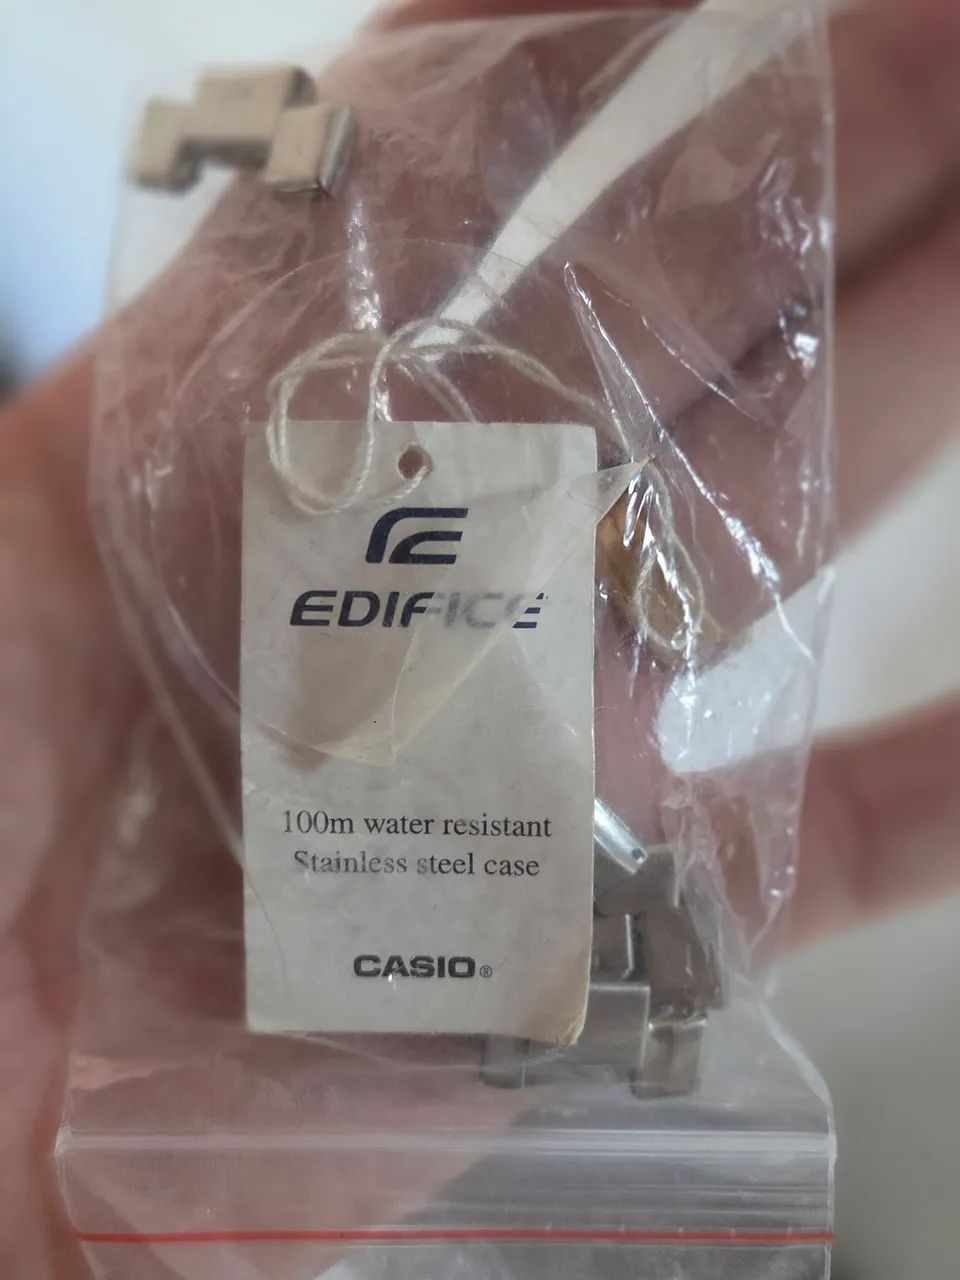 EDIFICE
100m water resistant
Stainless steel case
CASIO®